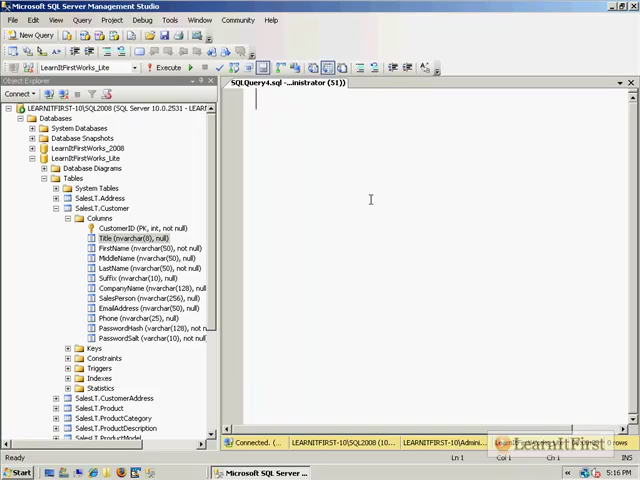 Microsoft SQL Server Management Studio
File Edit View Query Project Debug Tools Window Community Help
New Query
LearnItFirstWorks_Lite Execute
Object Explorer
SQLQuery4.sql -...inistrator (51))
Connect
LEARNITFIRST-10\SQL2008 (SQL Server 10.0.2531 - LEARN
Databases
System Databases
Database Snapshots
LearnItFirstWorks_2008
LearnItFirstWorks_Lite
Database Diagrams
Tables
System Tables
SalesLT.Address
SalesLT.Customer
Columns
CustomerID (PK, int, not null)
Title (nvarchar(8), null)
FirstName (nvarchar(50), not null)
MiddleName (nvarchar(50), null)
LastName (nvarchar(50), not null)
Suffix (nvarchar(10), null)
CompanyName (nvarchar(128), null)
SalesPerson (nvarchar(256), null)
EmailAddress (nvarchar(50), null)
Phone (nvarchar(25), null)
PasswordHash (varchar(128), not
PasswordSalt (varchar(10), not null)
Keys
Constraints
Triggers
Indexes
Statistics
SalesLT.CustomerAddress
SalesLT.Product
SalesLT.ProductCategory
SalesLT.ProductDescription
SalesLT.ProductModel
Connected. (1... LEARNITFIRST-10\SQL2008 (10.... LEARNITFIRST-10\Admini... 0 rows
LearnItFirst
Ready Ln 1 Col 1 Ch 1 INS
Start Microsoft SQL Server ... 5:16 PM